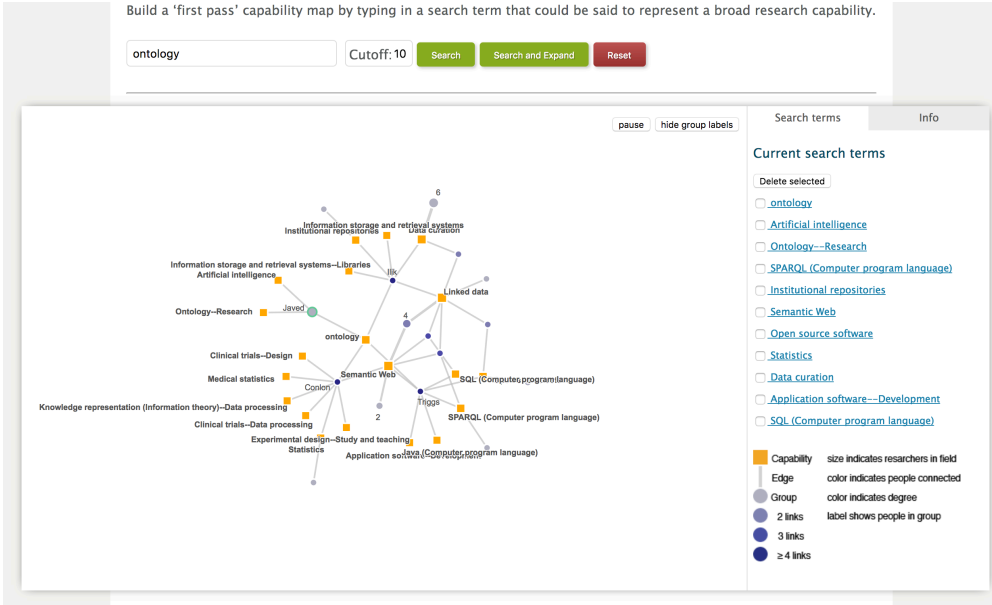 Build a ‘first pass’ capability map by typing in a search term that could be said to represent a broad research capability.
ontology
Cutoff: 10
Search
Search and Expand
Reset
pause
hide group labels
Search terms
Info
Current search terms
Delete selected
ontology
Artificial intelligence
Ontology--Research
SPARQL (Computer program language)
Institutional repositories
Semantic Web
Open source software
Statistics
Data curation
Application software--Development
SQL (Computer program language)
Capability size indicates resarchers in field
Edge color indicates people connected
Group color indicates degree
2 links label shows people in group
3 links
≥ 4 links
6
Information storage and retrieval systems
Institutional repositories
Data curation
Information storage and retrieval systems--Libraries
Artificial intelligence
Ilik
Linked data
Ontology--Research
Javed
4
ontology
Clinical trials--Design
Semantic Web
Medical statistics
Conlon
SQL (Computer program language)
Triggs
Knowledge representation (Information theory)--Data processing
2
SPARQL (Computer program language)
Clinical trials--Data processing
Experimental design--Study and teaching
Statistics
Java (Computer program language)
Application software--Development